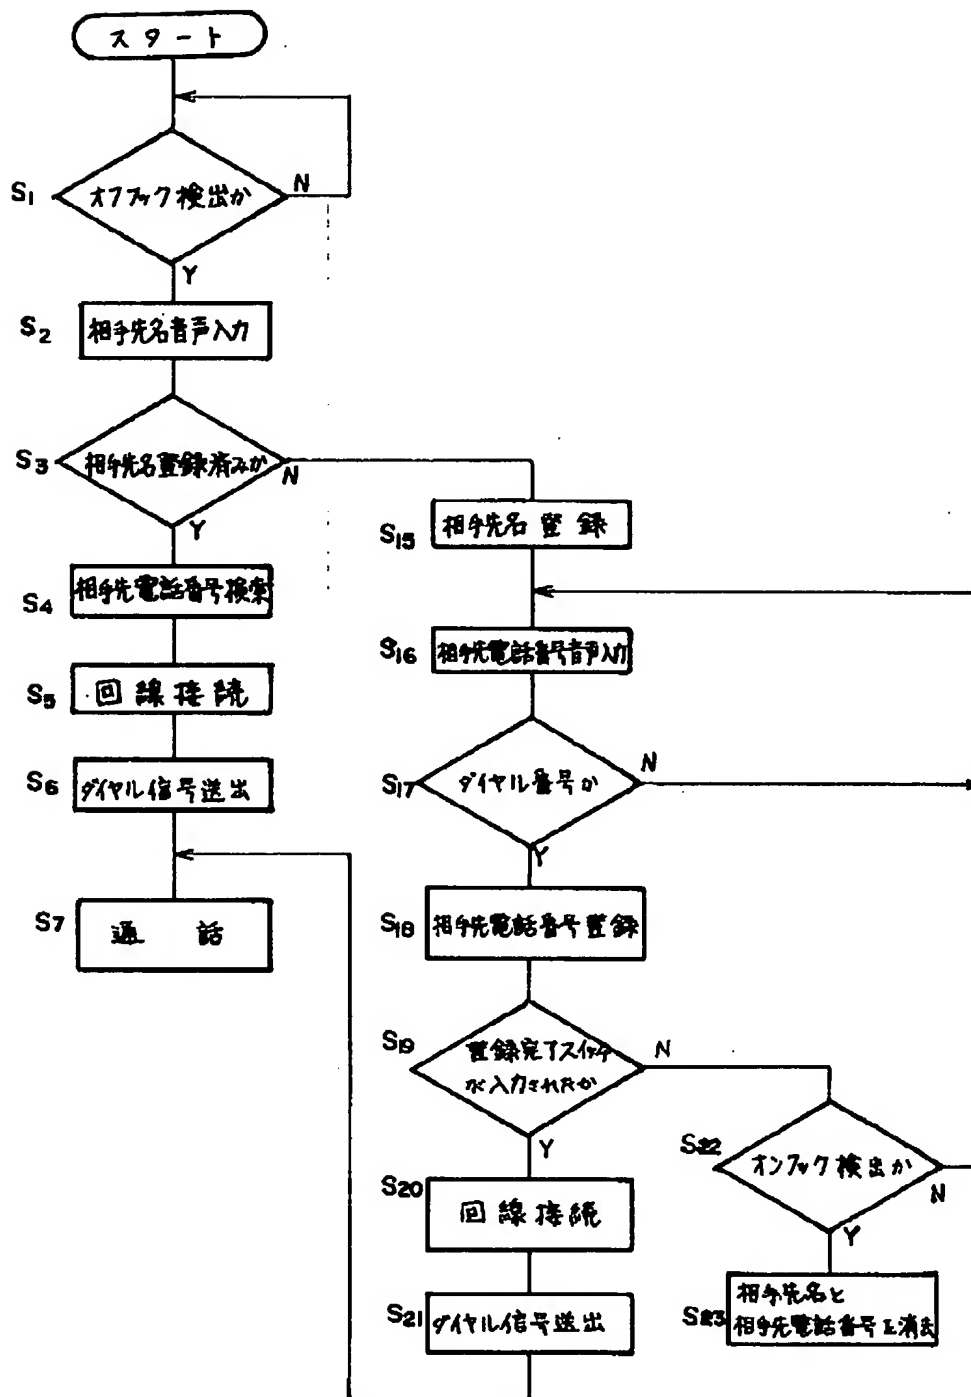 スタート
S1
オフフック検出か
N
Y
S2
相手先名音声入力
S3
相手先名登録済みか
N
Y
S4
相手先電話番号検索
S5
回線接続
S6
ダイヤル信号送出
S7
通話
S15
相手先名登録
S16
相手先電話番号音声入力
S17
ダイヤル番号か
N
Y
S18
相手先電話番号登録
S19
登録完了スイッチ
が入力されたか
N
Y
S20
回線接続
S21
ダイヤル信号送出
S22
オンフック検出か
N
Y
S23
相手先名と
相手先電話番号を消去